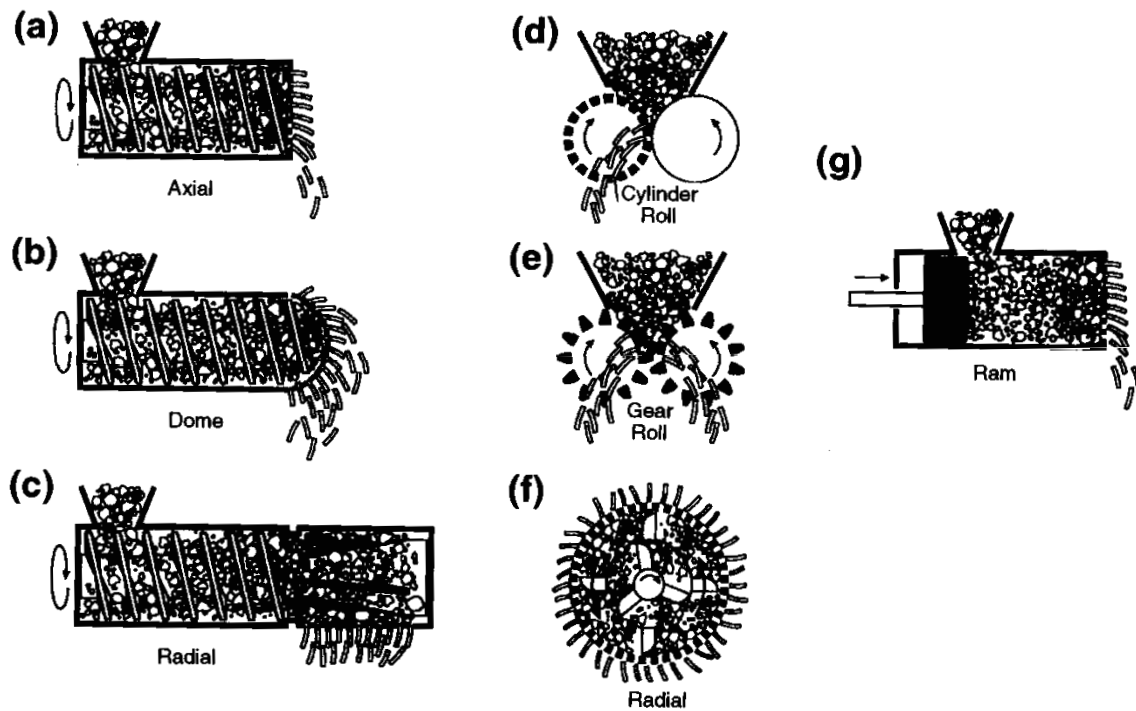 (a)
Axial
(b)
Dome
(c)
Radial
(d)
Cylinder
Roll
(e)
Gear
Roll
(f)
Radial
(g)
Ram